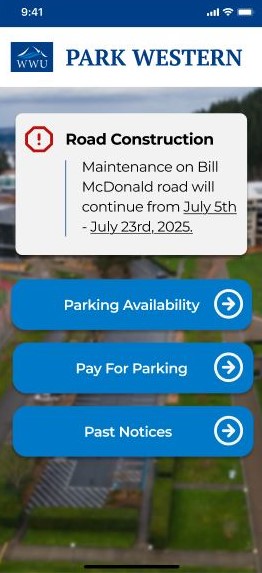 9:41
WWU
PARK WESTERN
Road Construction
Maintenance on Bill
McDonald road will
continue from July 5th
- July 23rd, 2025.
Parking Availability
Pay For Parking
Past Notices